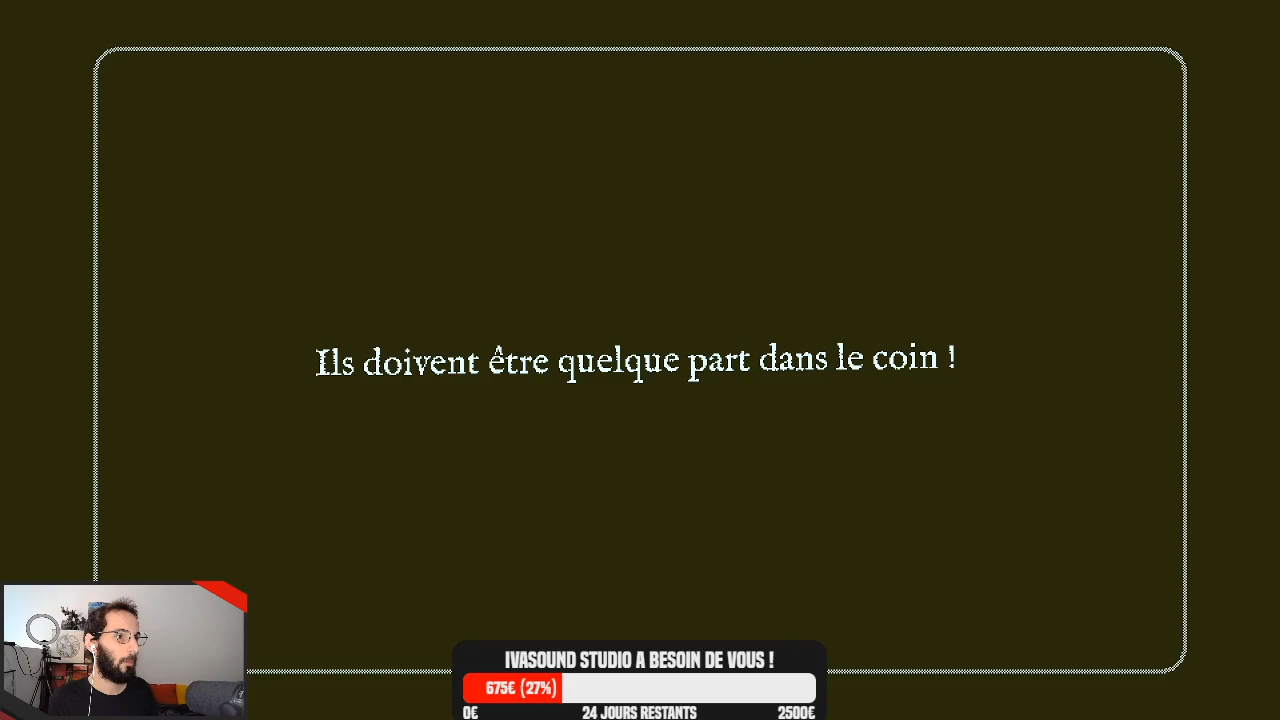 Ils doivent être quelque part dans le coin !
IVASOUND STUDIO A BESOIN DE VOUS !
675€ (27%)
0€ 24 JOURS RESTANTS 2500€